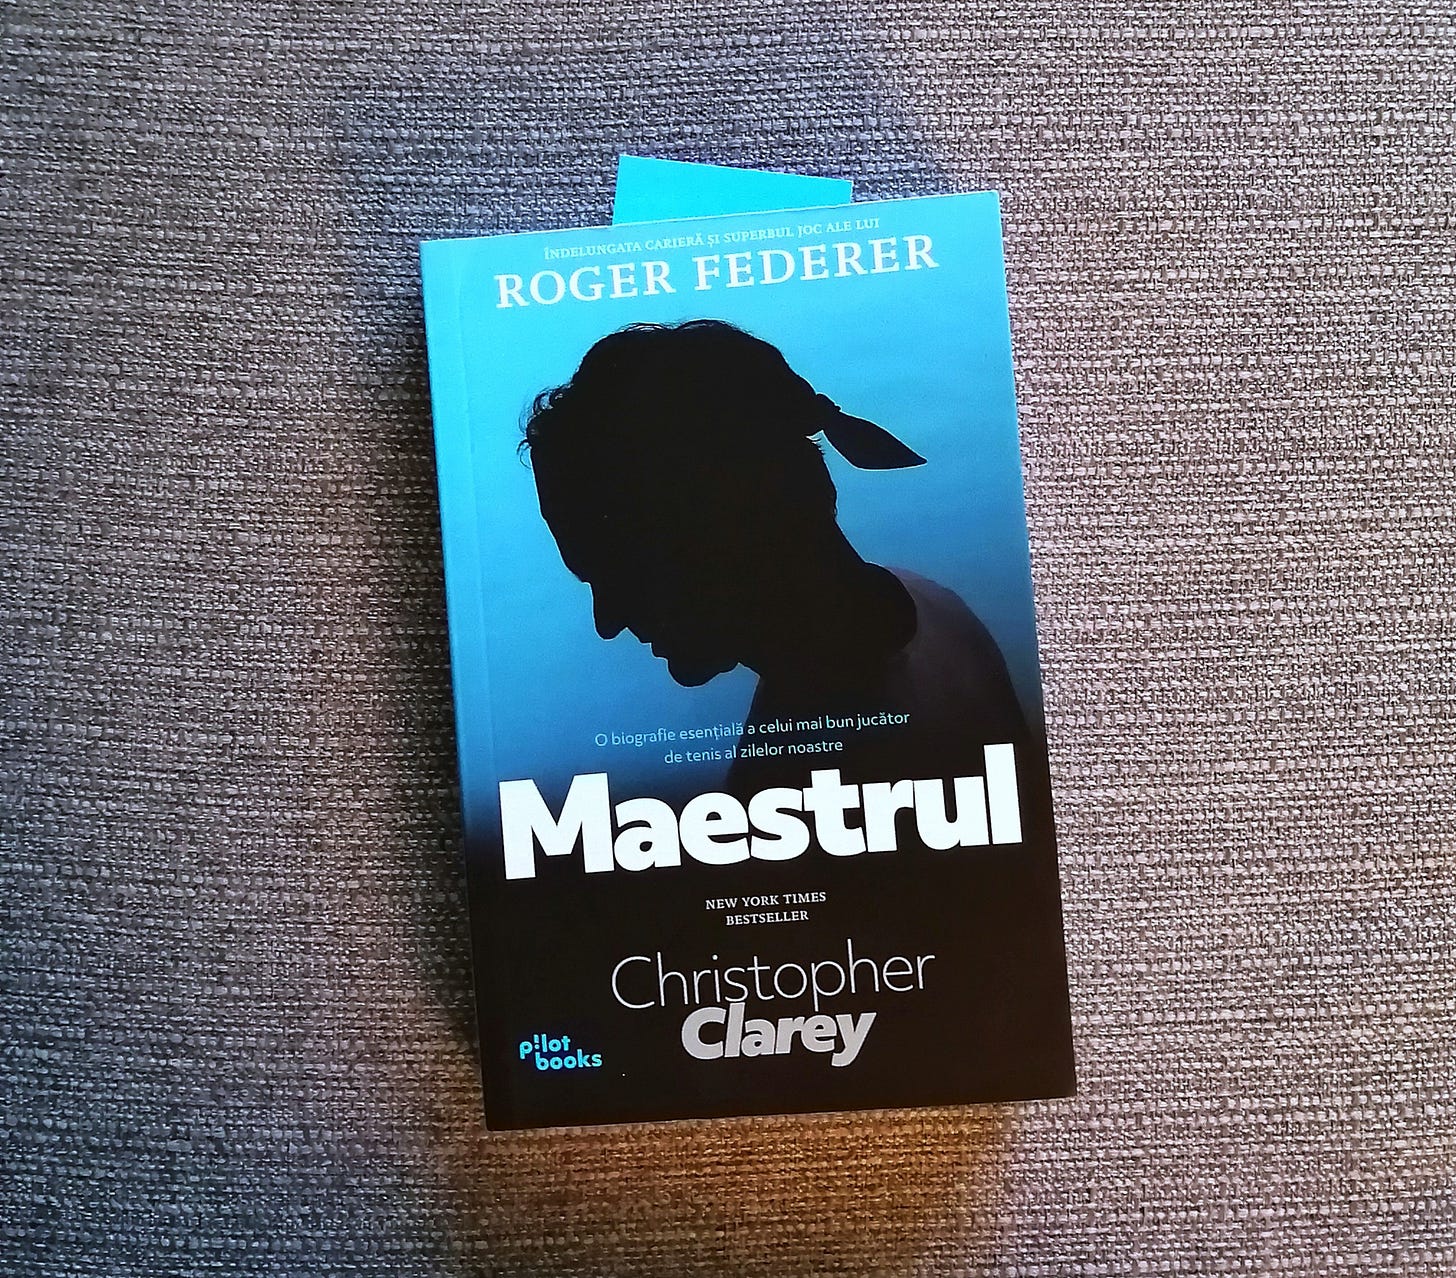 ÎNDELUNGATA CARIERĂ ȘI SUPERBUL JOC ALE LUI
ROGER FEDERER
O biografie esențială a celui mai bun jucător
de tenis al zilelor noastre
Maestrul
NEW YORK TIMES
BESTSELLER
Christopher
Clarey
p!lot
books